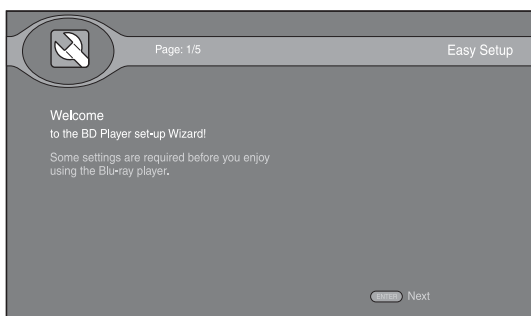 Page: 1/5
Easy Setup
Welcome
to the BD Player set-up Wizard!
Some settings are required before you enjoy
using the Blu-ray player.
ENTER Next